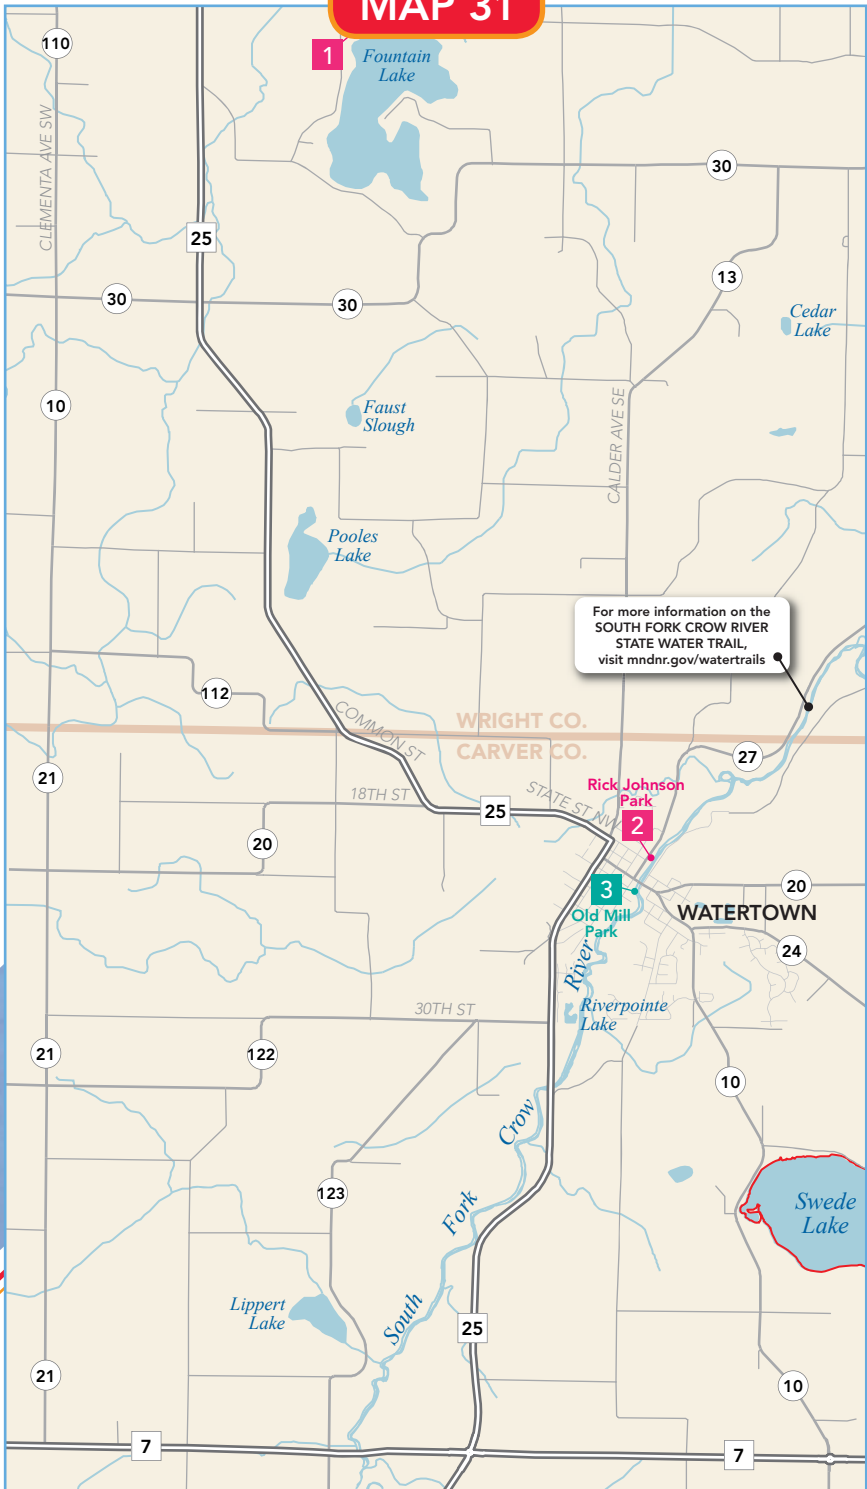 MAP 31
110
1
Fountain
Lake
CLEMENTA AVE SW
30
25
13
30
30
Cedar
Lake
10
Faust
Slough
CALDER AVE SE
Pooles
Lake
For more information on the
SOUTH FORK CROW RIVER
STATE WATER TRAIL,
visit mndnr.gov/watertrails
112
COMMON ST
WRIGHT CO.
CARVER CO.
27
21
Rick Johnson
Park
18TH ST
25
STATE ST NW
2
20
3
20
Old Mill
Park
WATERTOWN
24
River
Riverpointe
Lake
30TH ST
21
122
10
Crow
123
Fork
Swede
Lake
Lippert
Lake
South
25
21
10
7
7